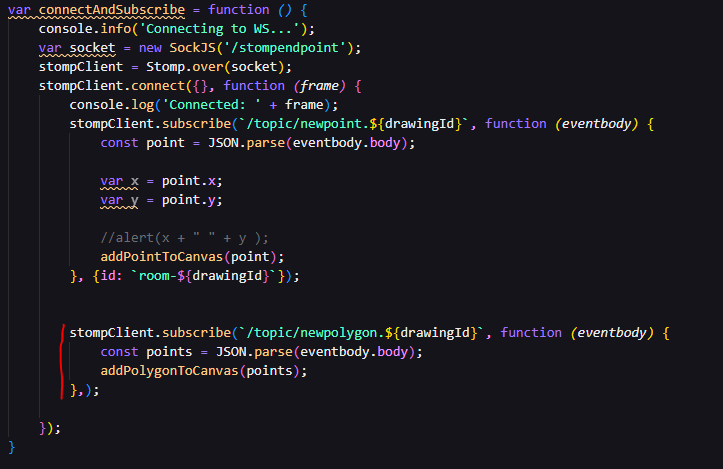 var connectAndSubscribe = function () {
console.info('Connecting to WS...');
var socket = new SockJS('/stompendpoint');
stompClient = Stomp.over(socket);
stompClient.connect({}, function (frame) {
console.log('Connected: ' + frame);
stompClient.subscribe(`/topic/newpoint.${drawingId}`, function (eventbody) {
const point = JSON.parse(eventbody.body);
var x = point.x;
var y = point.y;
//alert(x + " " + y );
addPointToCanvas(point);
}, {id: `room-${drawingId}`});
stompClient.subscribe(`/topic/newpolygon.${drawingId}`, function (eventbody) {
const points = JSON.parse(eventbody.body);
addPolygonToCanvas(points);
},);
});
}